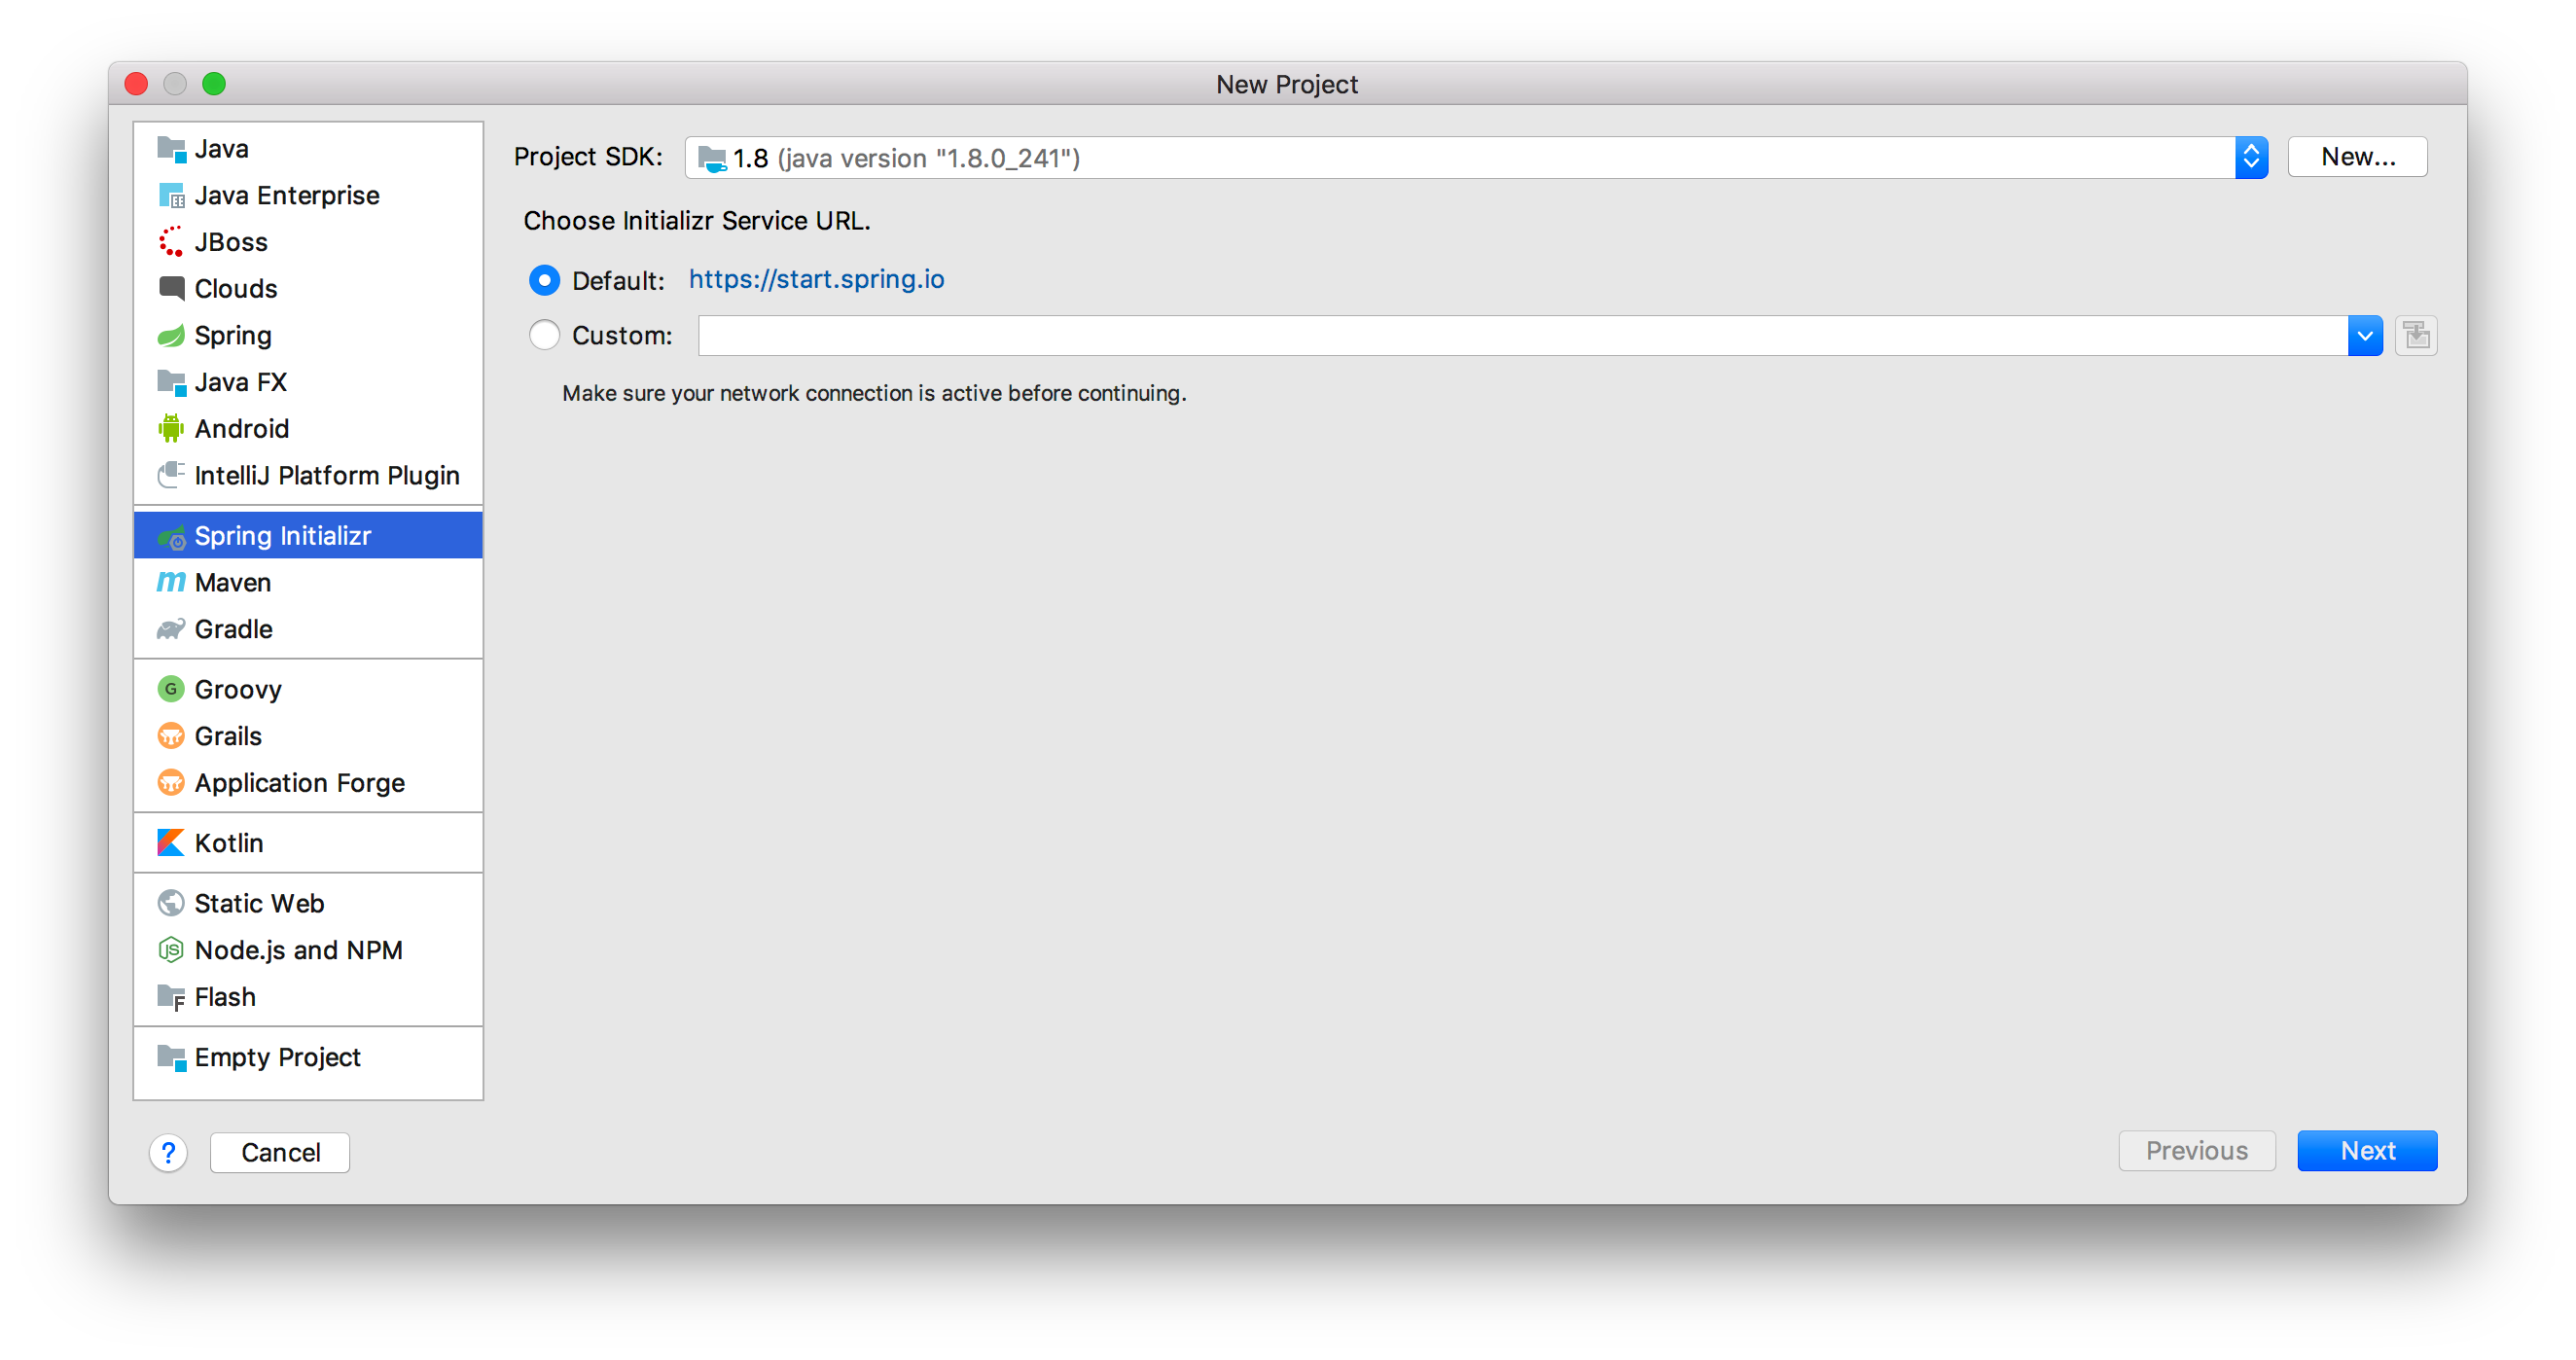 New Project
Java
Java Enterprise
JBoss
Clouds
Spring
Java FX
Android
IntelliJ Platform Plugin
Spring Initializr
Maven
Gradle
G Groovy
Grails
Application Forge
Kotlin
Static Web
JS Node.js and NPM
F Flash
Empty Project
Project SDK: 1.8 (java version "1.8.0_241") New...
Choose Initializr Service URL.
Default: https://start.spring.io
Custom:
Make sure your network connection is active before continuing.
? Cancel Previous Next